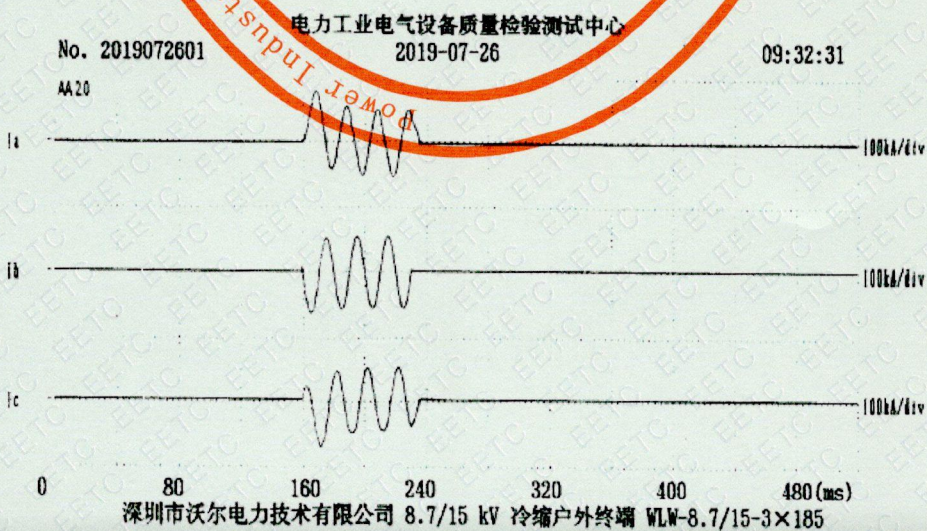 电力工业电气设备质量检验测试中心
No. 2019072601 2019-07-26 09:32:31
Power Indust
AA20
Ia 100kA/div
Ib 100kA/div
Ic 100kA/div
0 80 160 240 320 400 480(ms)
深圳市沃尔电力技术有限公司 8.7/15 kV 冷缩户外终端 WLW-8.7/15-3×185
EETC